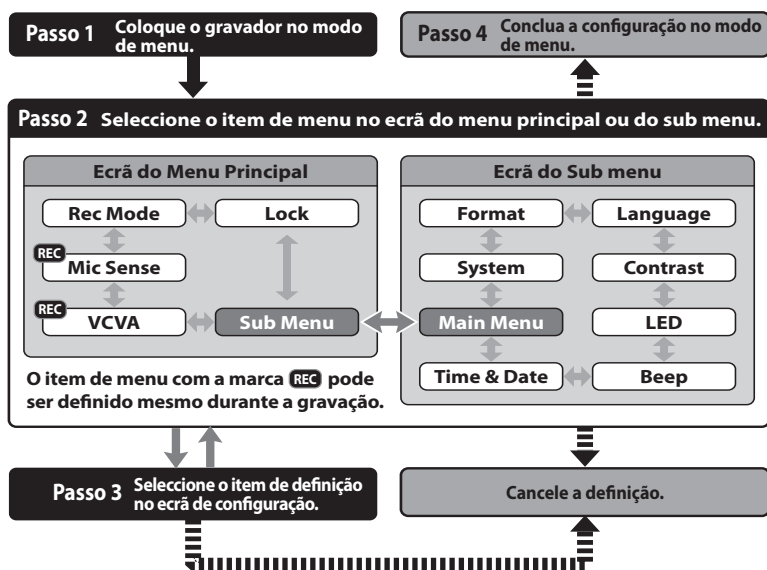 Passo 1 Coloque o gravador no modo
de menu.
Passo 4 Conclua a configuração no modo
de menu.
Passo 2 Seleccione o item de menu no ecrã do menu principal ou do sub menu.
Ecrã do Menu Principal
Rec Mode
Lock
REC
Mic Sense
REC
VCVA
Sub Menu
O item de menu com a marca REC pode
ser definido mesmo durante a gravação.
Ecrã do Sub menu
Format
Language
System
Contrast
Main Menu
LED
Time & Date
Beep
Passo 3 Seleccione o item de definição
no ecrã de configuração.
Cancele a definição.